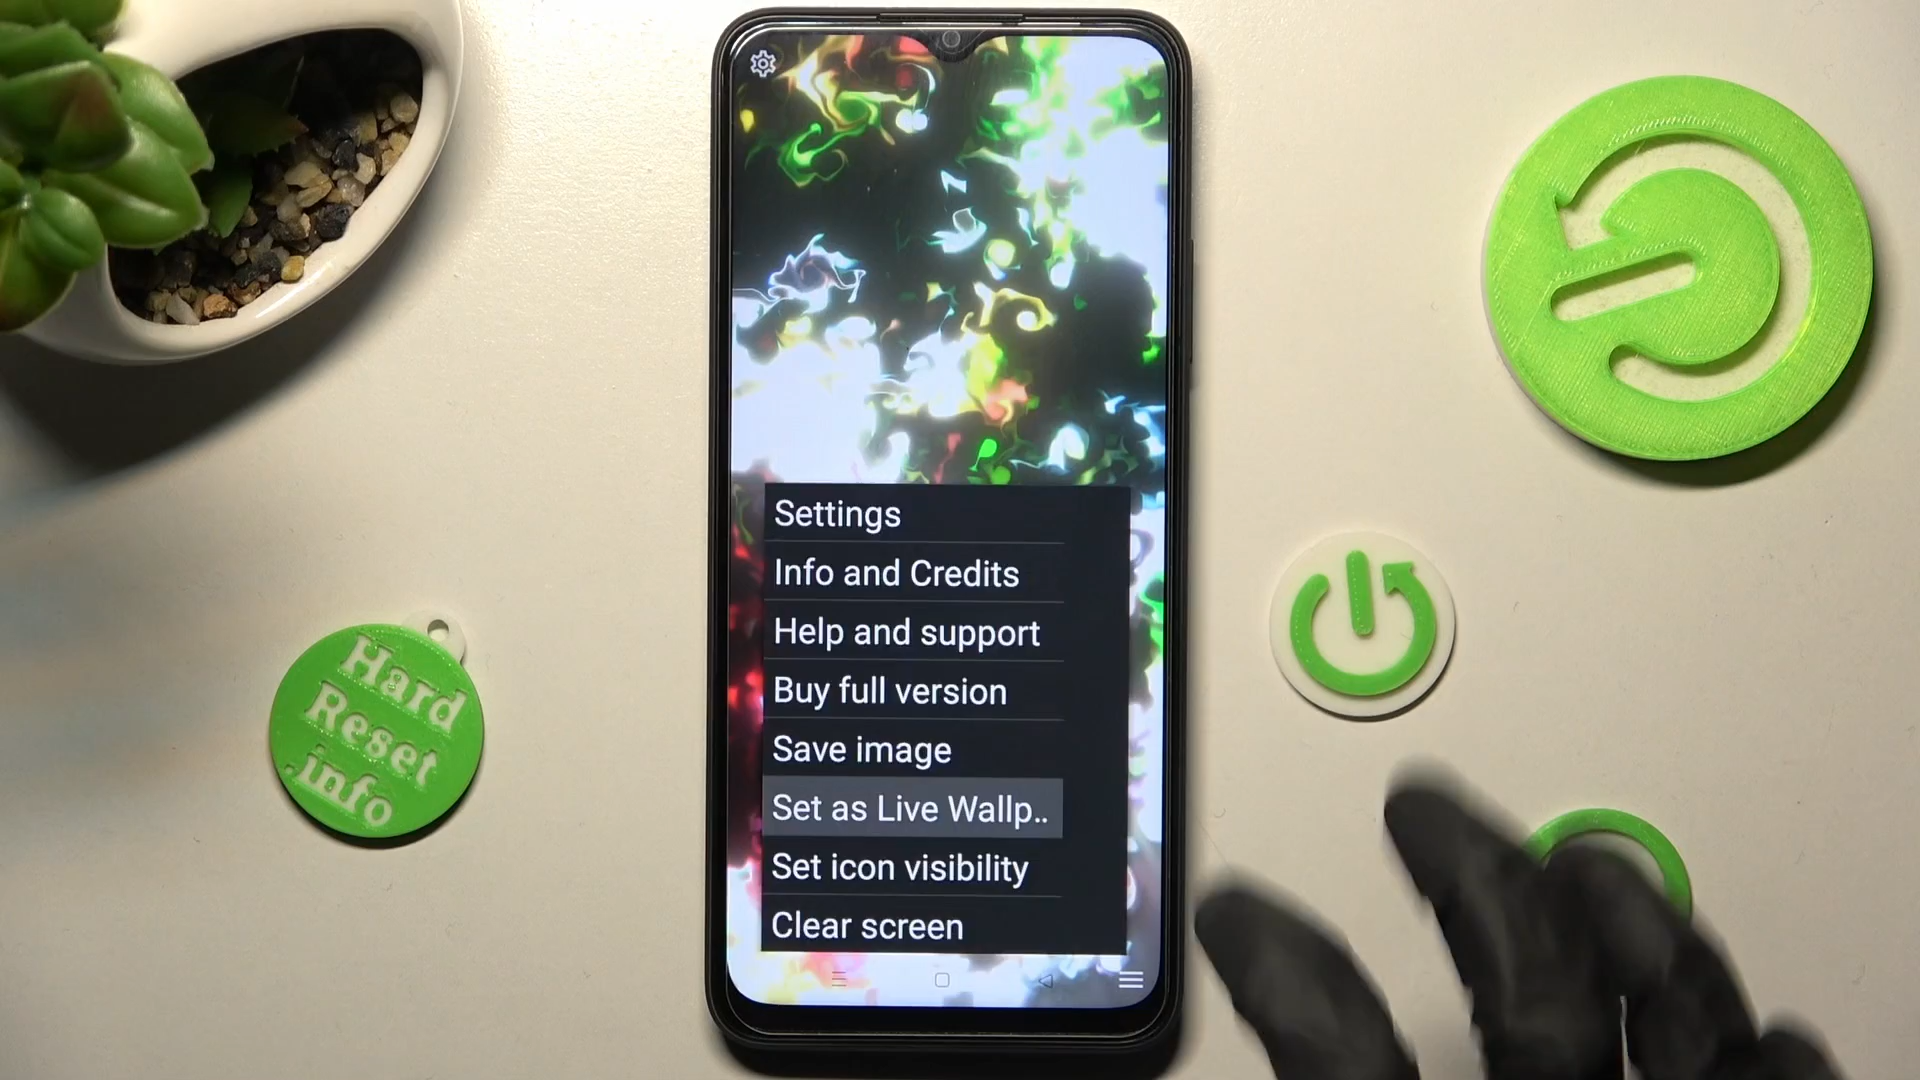 Settings
Info and Credits
Help and support
Buy full version
Save image
Set as Live Wallp..
Set icon visibility
Clear screen
Hard
Reset
.info